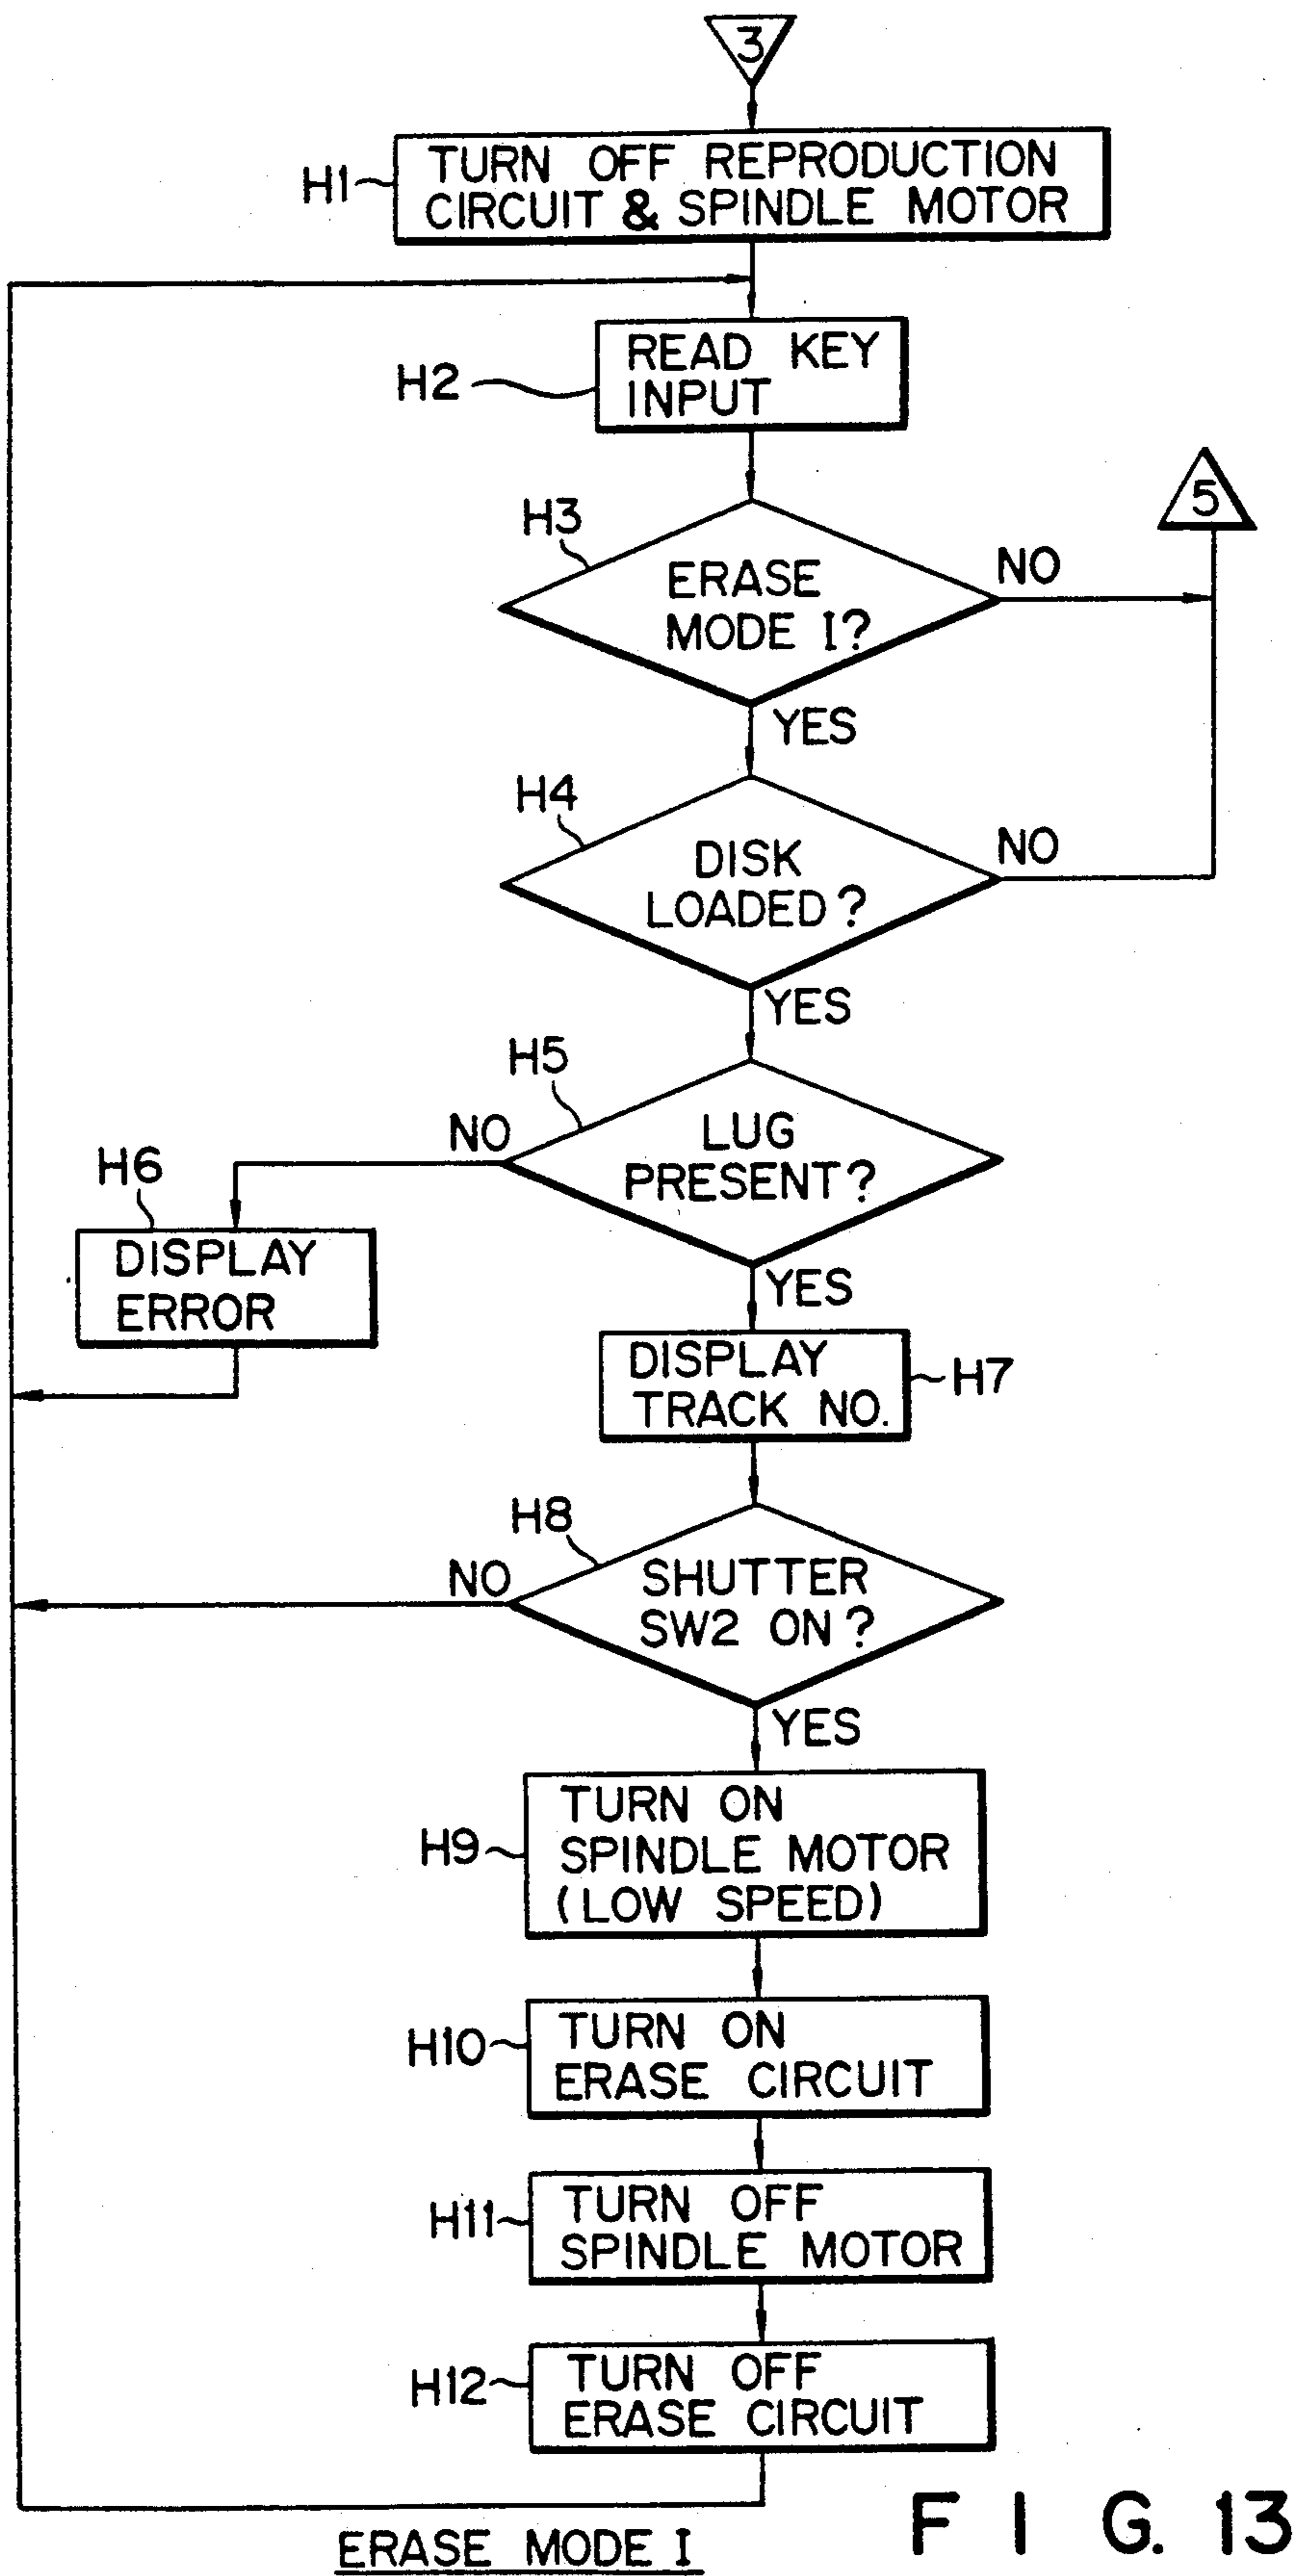 3
H1
TURN OFF REPRODUCTION
CIRCUIT & SPINDLE MOTOR
H2
READ KEY
INPUT
5
H3
ERASE
MODE I?
NO
YES
H4
DISK
LOADED?
NO
YES
H5
LUG
PRESENT?
NO
YES
H6
DISPLAY
ERROR
DISPLAY
TRACK NO.
H7
H8
SHUTTER
SW2 ON?
NO
YES
H9
TURN ON
SPINDLE MOTOR
(LOW SPEED)
H10
TURN ON
ERASE CIRCUIT
H11
TURN OFF
SPINDLE MOTOR
H12
TURN OFF
ERASE CIRCUIT
ERASE MODE I
F I G. 13